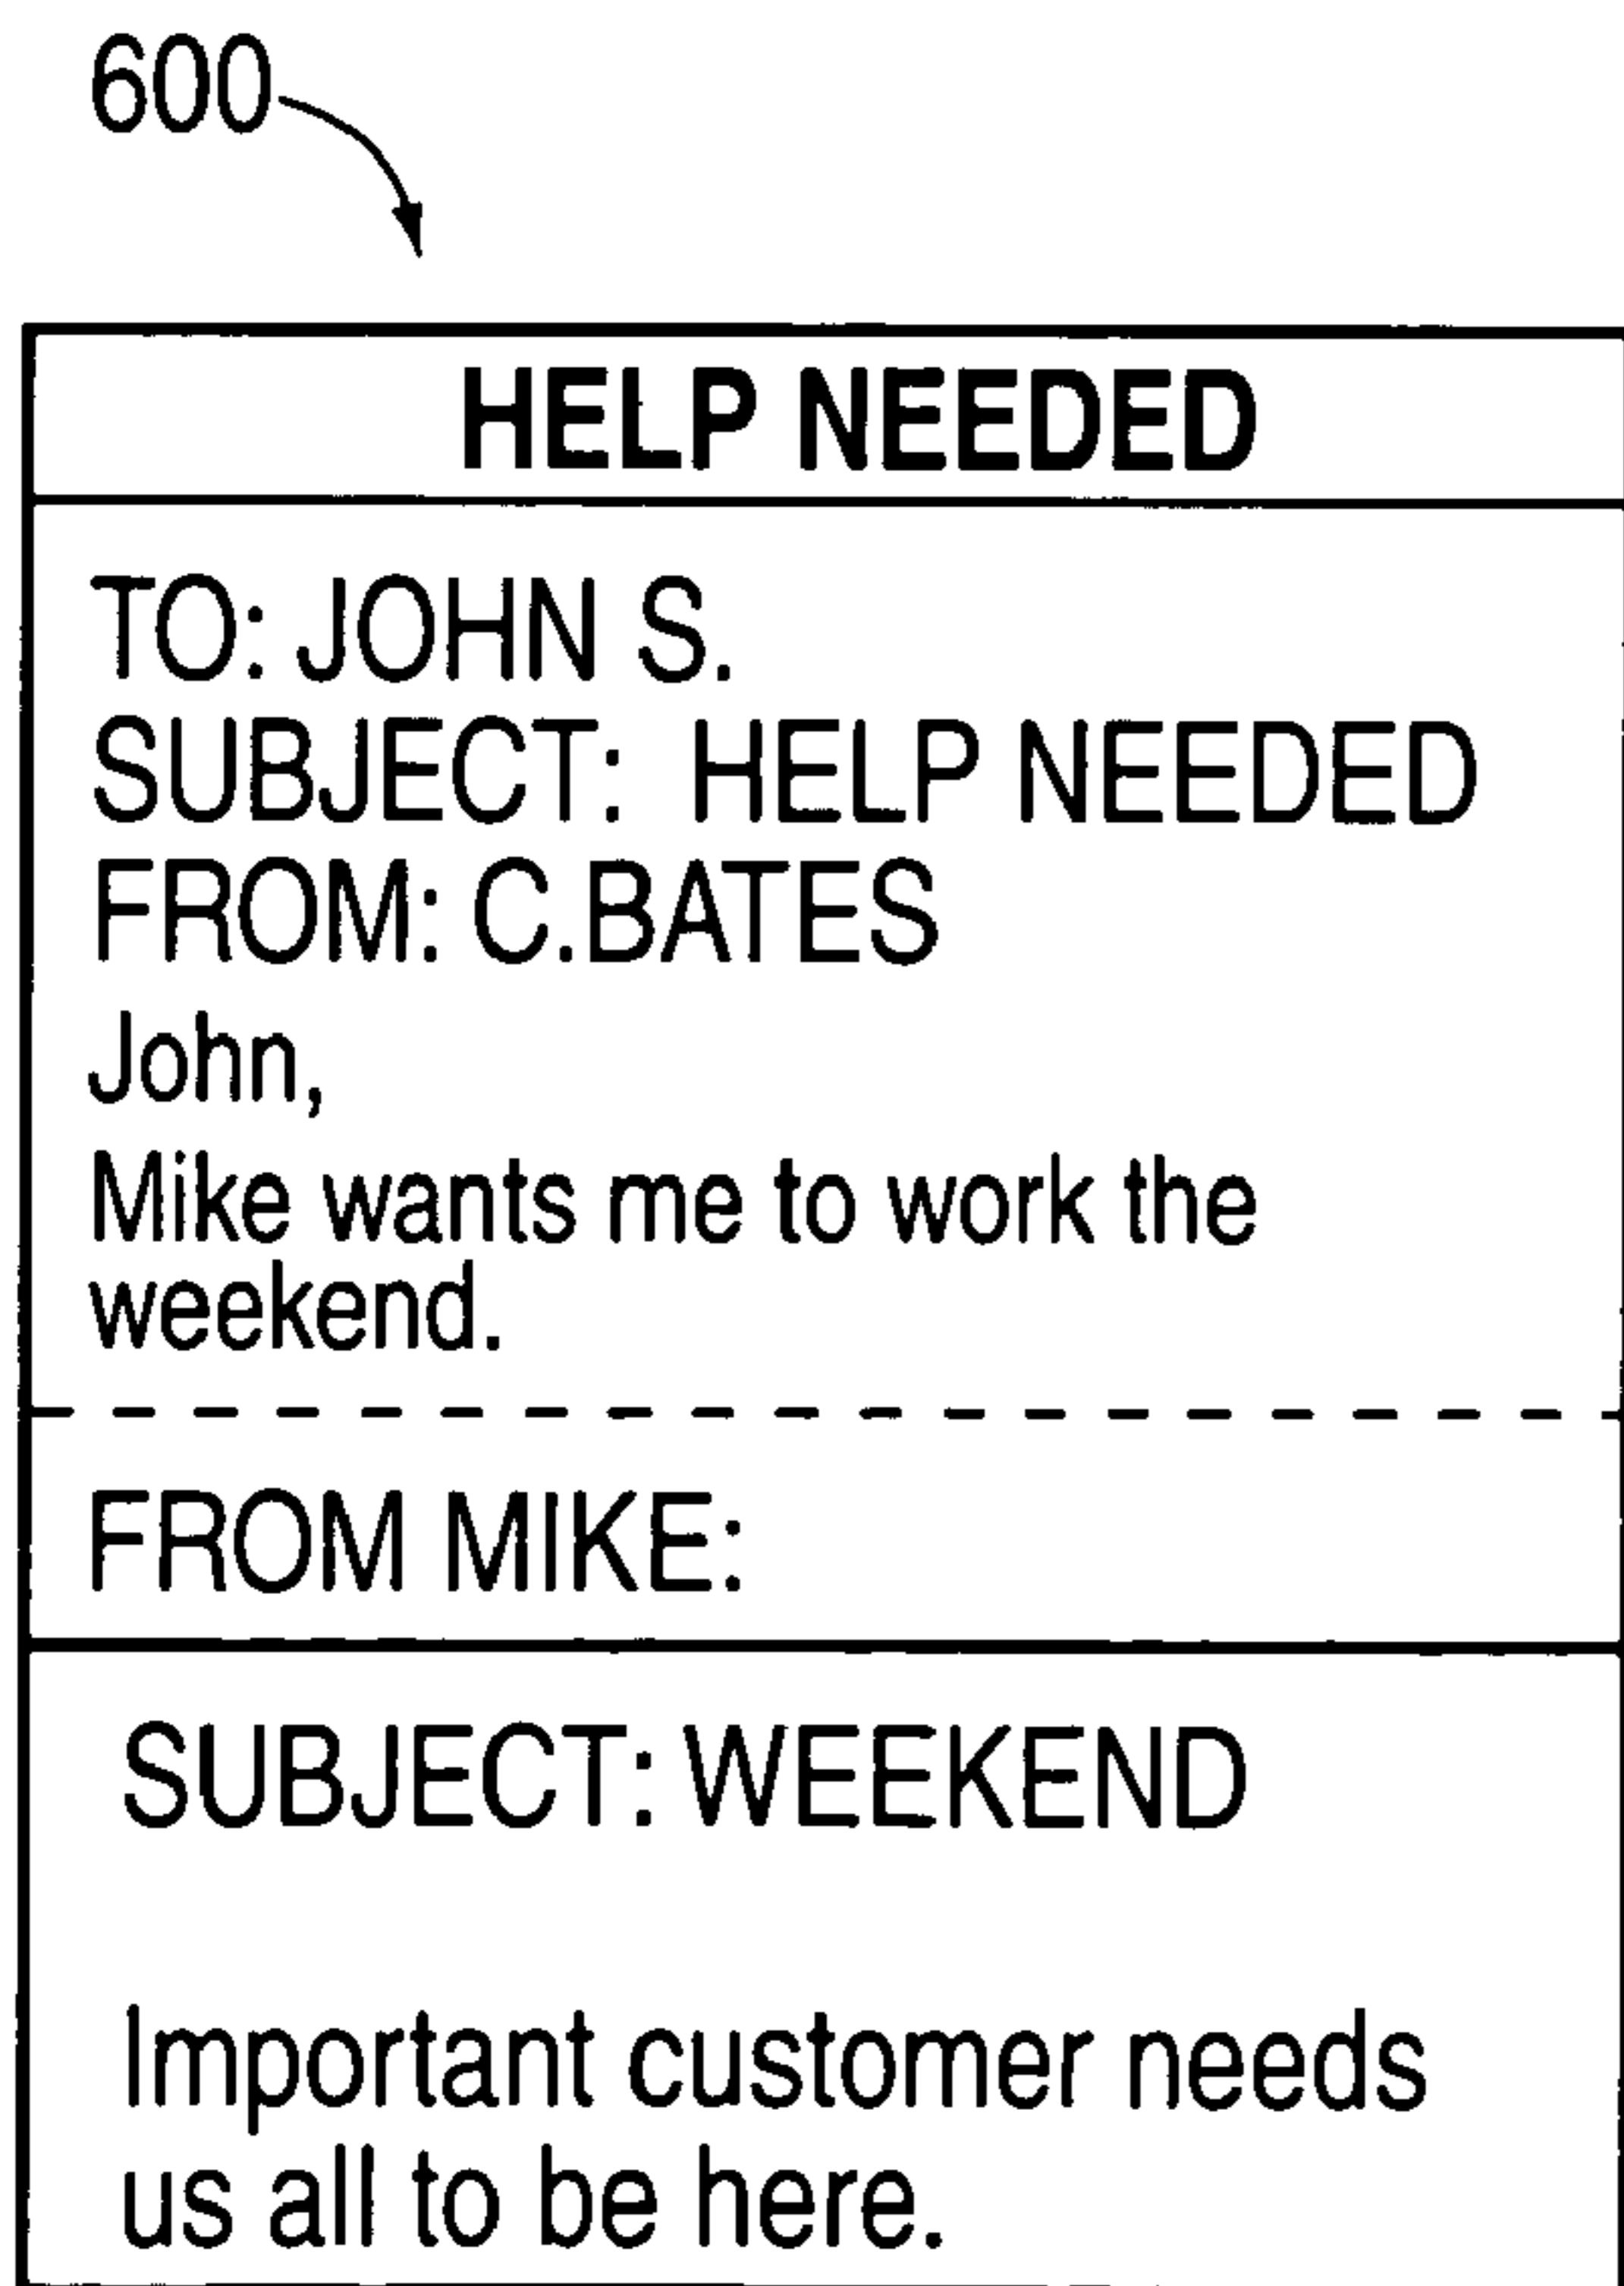 600
HELP NEEDED
TO: JOHN S.
SUBJECT: HELP NEEDED
FROM: C.BATES
John,
Mike wants me to work the
weekend.
FROM MIKE:
SUBJECT: WEEKEND
Important customer needs
us all to be here.